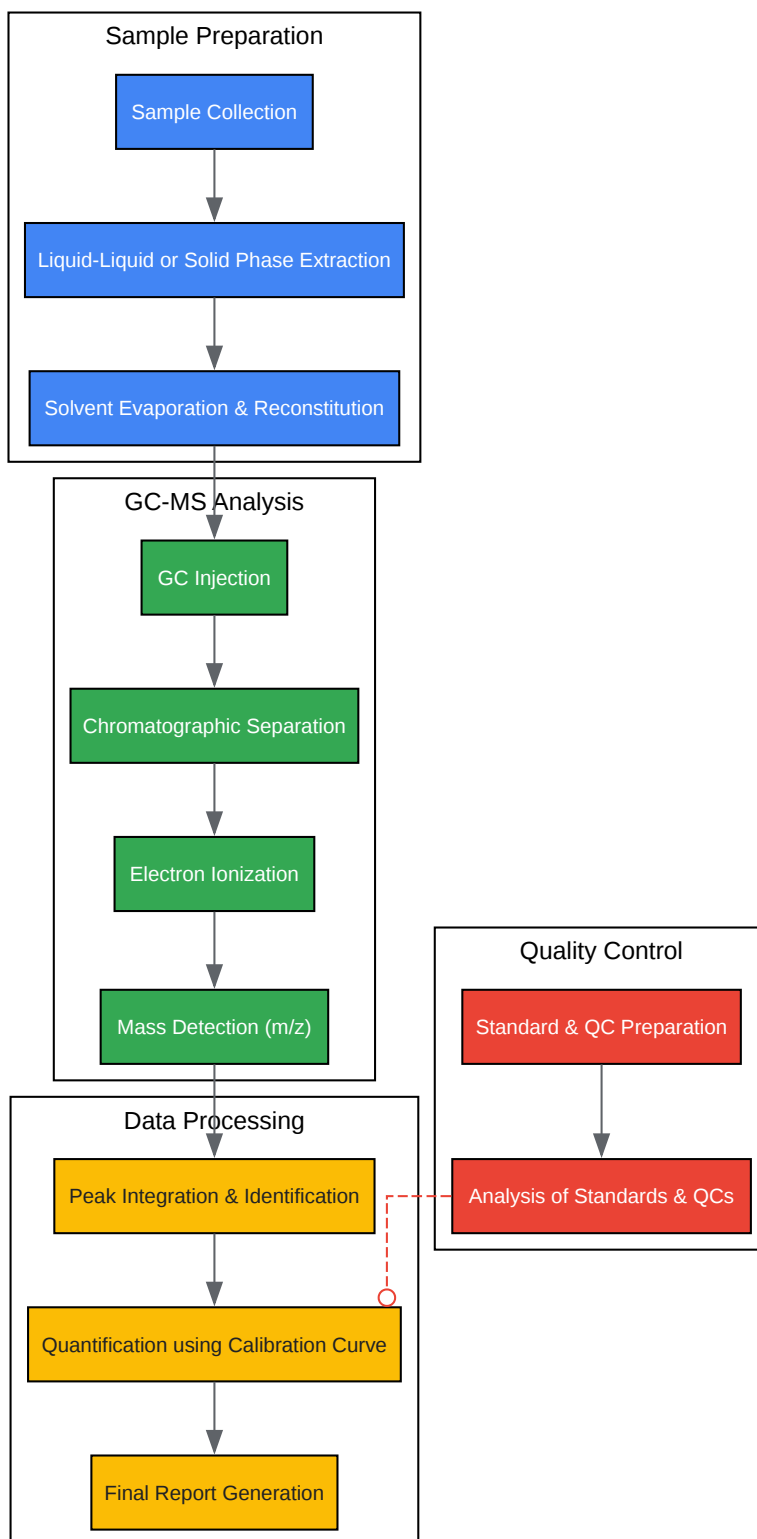 Sample Preparation
Sample Collection
Liquid-Liquid or Solid Phase Extraction
Solvent Evaporation & Reconstitution
GC-MS Analysis
GC Injection
Chromatographic Separation
Electron Ionization
Mass Detection (m/z)
Quality Control
Standard & QC Preparation
Analysis of Standards & QCs
Data Processing
Peak Integration & Identification
Quantification using Calibration Curve
Final Report Generation